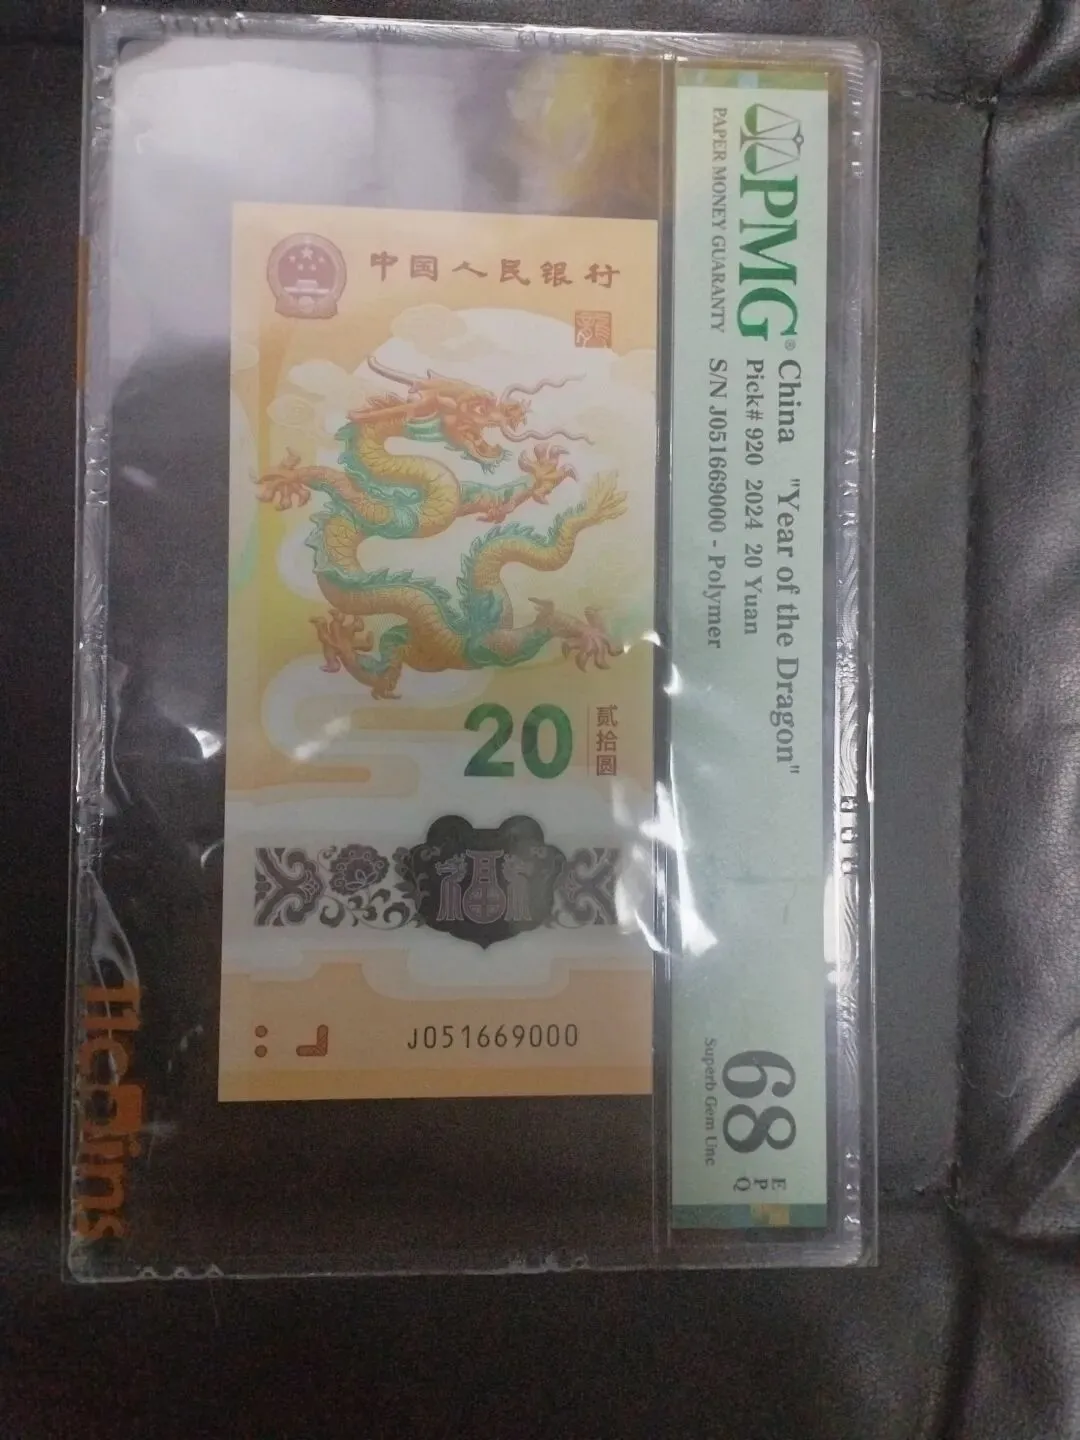 中国人民银行
20
贰拾圆
福
J051669000
PMG®
PAPER MONEY GUARANTY
China "Year of the Dragon"
Pick# 920 2024 20 Yuan
S/N J051669000 - Polymer
68
EPQ
Superb Gem Unc